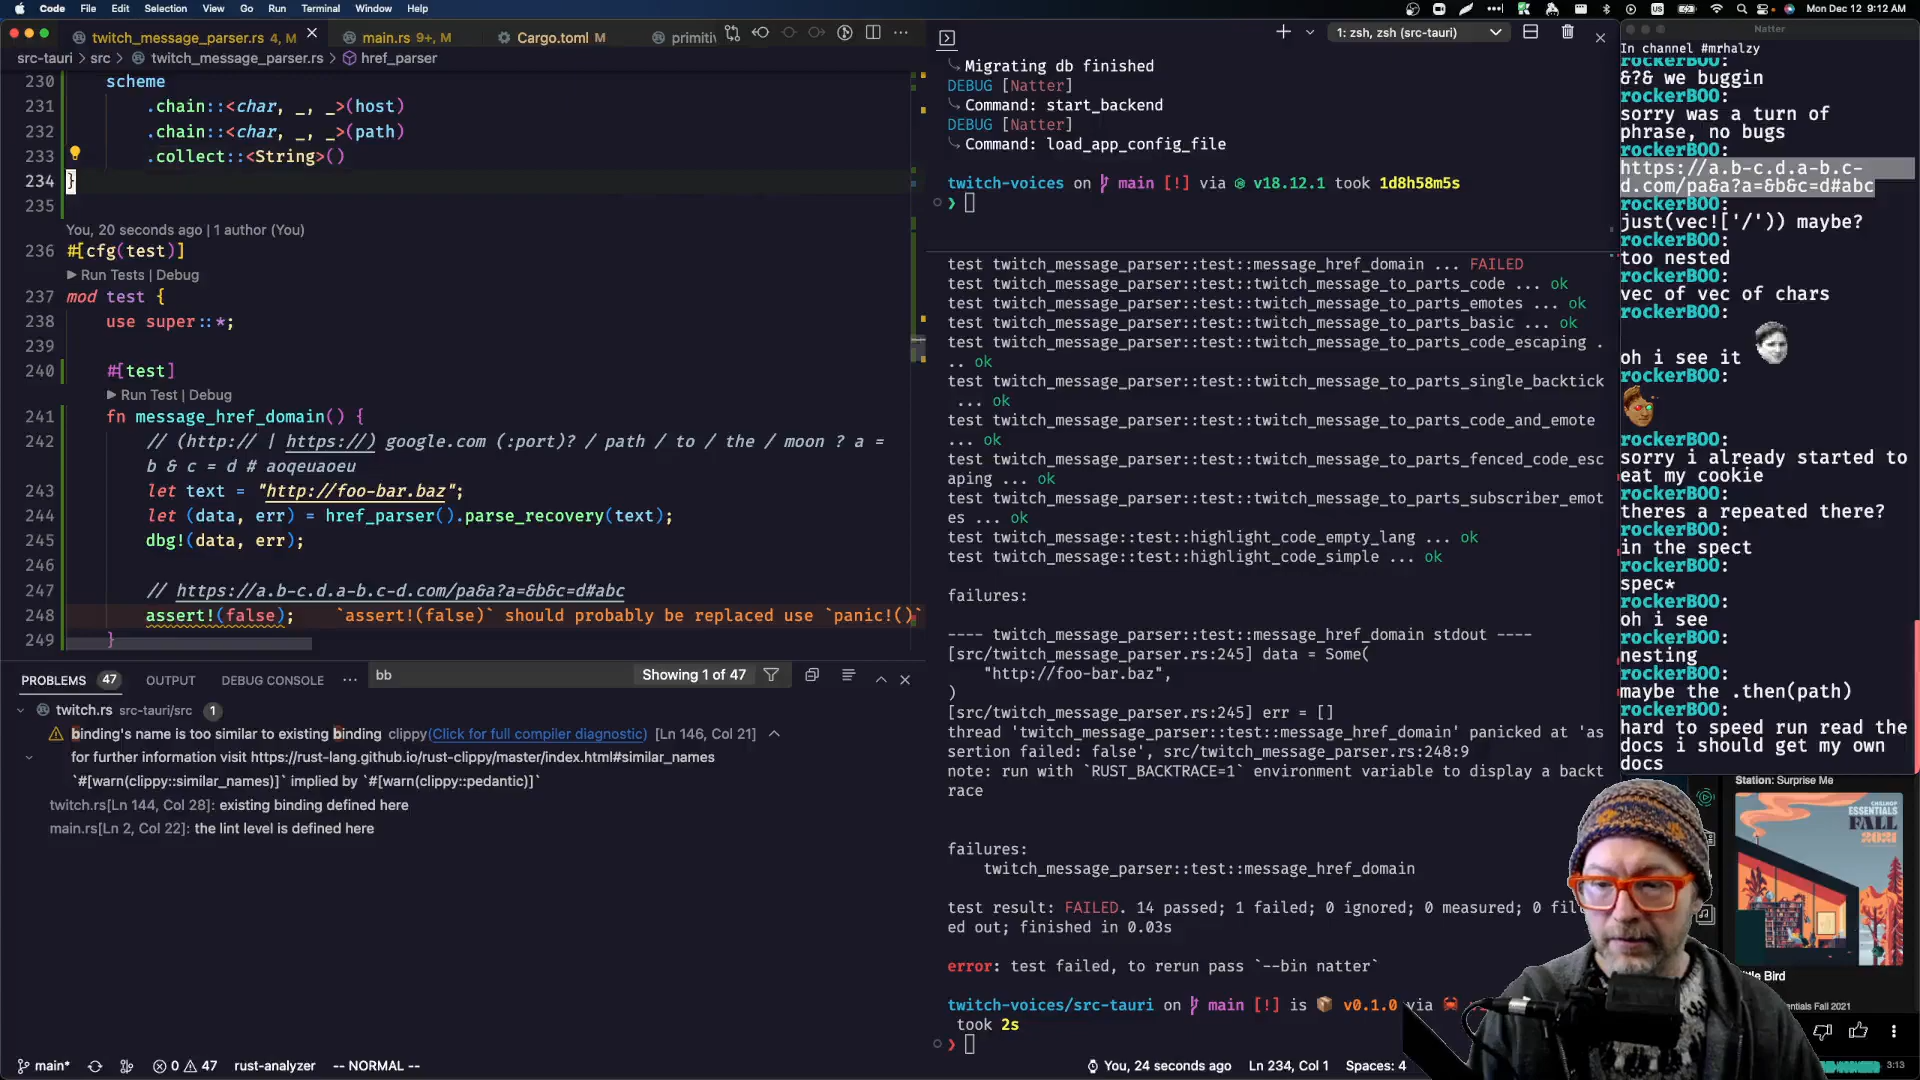 Code File Edit Selection View Go Run Terminal Window Help
Mon Dec 12 9:12 AM
twitch_message_parser.rs 4, M
main.rs 9+, M
Cargo.toml M
primitiv
src-tauri > src > twitch_message_parser.rs > href_parser
230 scheme
231 .chain::<char, _, _>(host)
232 .chain::<char, _, _>(path)
233 .collect::<String>()
234 }
235
You, 20 seconds ago | 1 author (You)
236 #[cfg(test)]
Run Tests | Debug
237 mod test {
238 use super::*;
239
240 #[test]
Run Test | Debug
241 fn message_href_domain() {
242 // (http:// | https://) google.com (:port)? / path / to / the / moon ? a =
b & c = d # aoqeuaoeu
243 let text = "http://foo-bar.baz";
244 let (data, err) = href_parser().parse_recovery(text);
245 dbg!(data, err);
246
247 // https://a.b-c.d.a-b.c-d.com/pa&a?a=&b&c=d#abc
248 assert!(false); `assert!(false)` should probably be replaced use `panic!()`
249 }
PROBLEMS 47 OUTPUT DEBUG CONSOLE ... bb Showing 1 of 47
twitch.rs src-tauri/src 1
binding's name is too similar to existing binding clippy(Click for full compiler diagnostic) [Ln 146, Col 21]
for further information visit https://rust-lang.github.io/rust-clippy/master/index.html#similar_names
`#[warn(clippy::similar_names)]` implied by `#[warn(clippy::pedantic)]`
twitch.rs[Ln 144, Col 28]: existing binding defined here
main.rs[Ln 2, Col 22]: the lint level is defined here
main* 0 47 rust-analyzer -- NORMAL --
You, 24 seconds ago Ln 234, Col 1 Spaces: 4
1: zsh, zsh (src-tauri)
Migrating db finished
DEBUG [Natter]
Command: start_backend
DEBUG [Natter]
Command: load_app_config_file
twitch-voices on main [!] via v18.12.1 took 1d8h58m5s
❯
test twitch_message_parser::test::message_href_domain ... FAILED
test twitch_message_parser::test::twitch_message_to_parts_code ... ok
test twitch_message_parser::test::twitch_message_to_parts_emotes ... ok
test twitch_message_parser::test::twitch_message_to_parts_basic ... ok
test twitch_message_parser::test::twitch_message_to_parts_code_escaping .
.. ok
test twitch_message_parser::test::twitch_message_to_parts_single_backtick
... ok
test twitch_message_parser::test::twitch_message_to_parts_code_and_emote
... ok
test twitch_message_parser::test::twitch_message_to_parts_fenced_code_esc
aping ... ok
test twitch_message_parser::test::twitch_message_to_parts_subscriber_emot
es ... ok
test twitch_message::test::highlight_code_empty_lang ... ok
test twitch_message::test::highlight_code_simple ... ok
failures:
---- twitch_message_parser::test::message_href_domain stdout ----
[src/twitch_message_parser.rs:245] data = Some(
"http://foo-bar.baz",
)
[src/twitch_message_parser.rs:245] err = []
thread 'twitch_message_parser::test::message_href_domain' panicked at 'as
sertion failed: false', src/twitch_message_parser.rs:248:9
note: run with `RUST_BACKTRACE=1` environment variable to display a backt
race
failures:
twitch_message_parser::test::message_href_domain
test result: FAILED. 14 passed; 1 failed; 0 ignored; 0 measured; 0 fil
ed out; finished in 0.03s
error: test failed, to rerun pass `--bin natter`
twitch-voices/src-tauri on main [!] is v0.1.0 via
took 2s
❯
Natter
In channel #mrhalzy
rockerBOO:
&?& we buggin
rockerBOO:
sorry was a turn of
phrase, no bugs
rockerBOO:
https://a.b-c.d.a-b.c-
d.com/pa&a?a=&b&c=d#abc
rockerBOO:
just(vec!['/']) maybe?
rockerBOO:
too nested
rockerBOO:
vec of vec of chars
rockerBOO:
oh i see it
rockerBOO:
rockerBOO:
sorry i already started to
eat my cookie
rockerBOO:
theres a repeated there?
rockerBOO:
in the spect
rockerBOO:
spec*
rockerBOO:
oh i see
rockerBOO:
nesting
rockerBOO:
maybe the .then(path)
rockerBOO:
hard to speed run read the
docs i should get my own
docs
Station: Surprise Me
CHILLHOP
ESSENTIALS
FALL
2021
tle Bird
entials Fall 2021
3:13